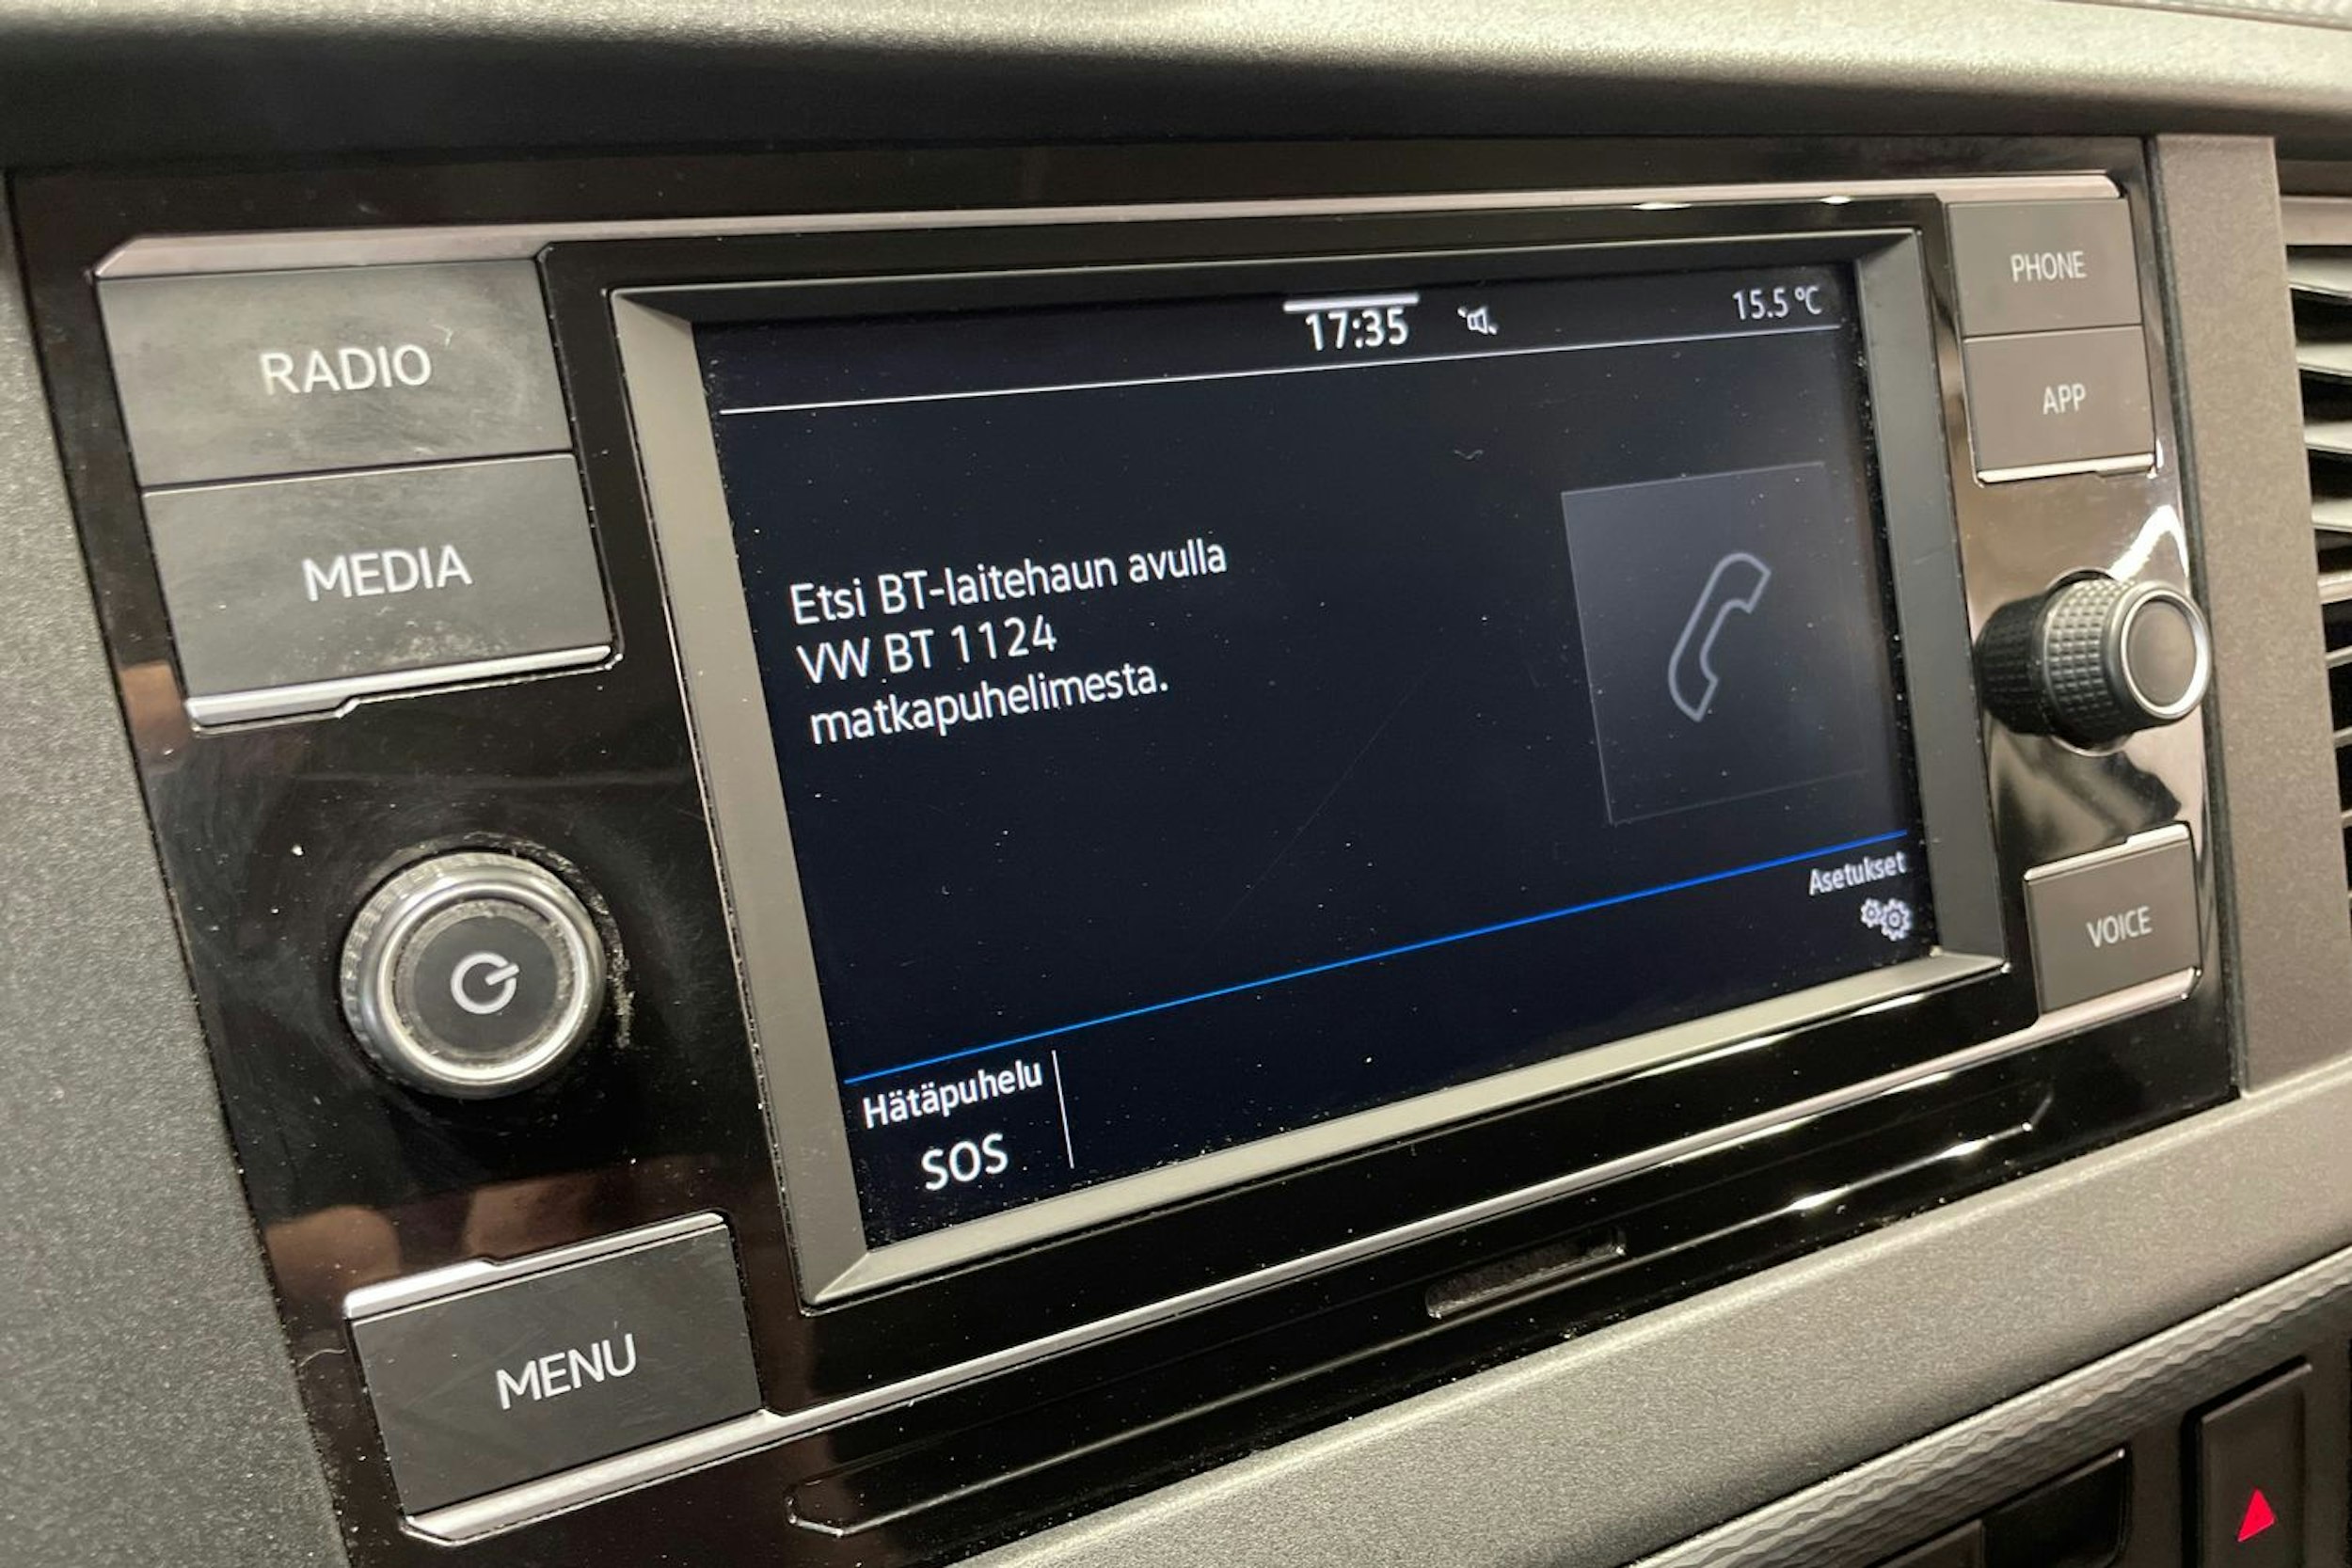 RADIO
MEDIA
MENU
17:35
15.5 °C
Etsi BT-laitehaun avulla
VW BT 1124
matkapuhelimesta.
Asetukset
Hätäpuhelu
SOS
PHONE
APP
VOICE